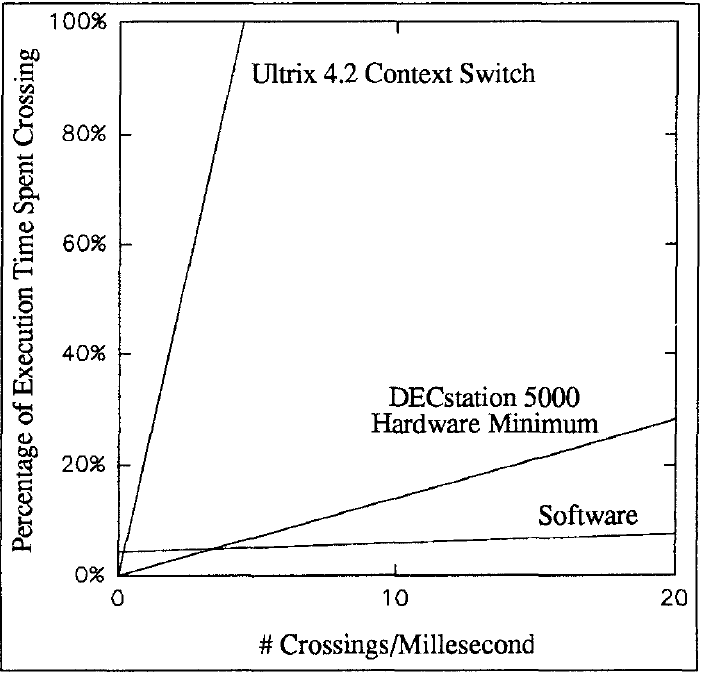 100%
80%
60%
40%
20%
0%
0
10
20
Percentage of Execution Time Spent Crossing
# Crossings/Millesecond
Ultrix 4.2 Context Switch
DECstation 5000
Hardware Minimum
Software